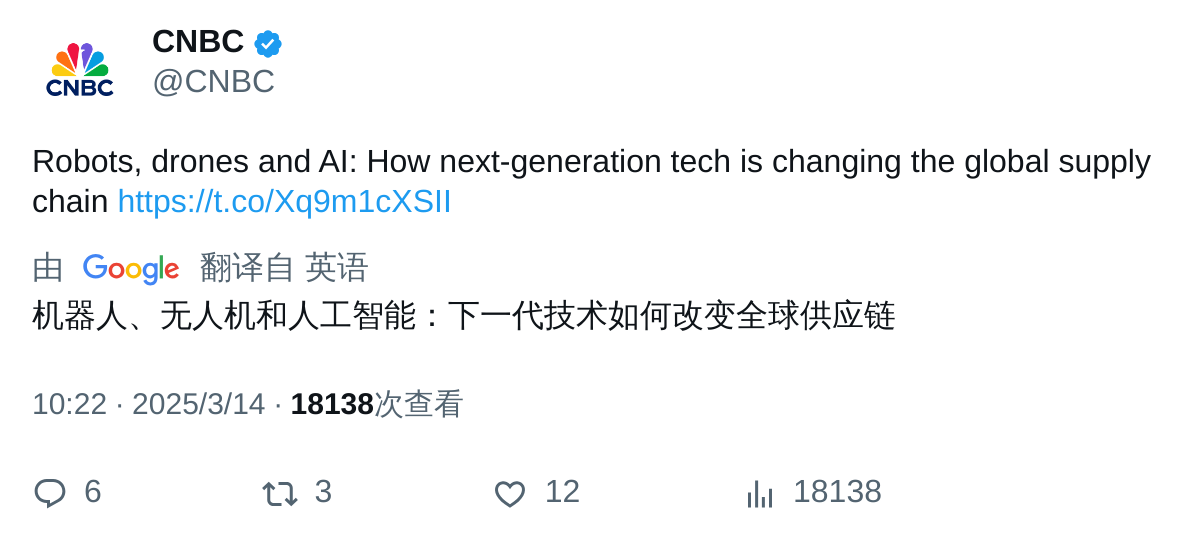 CNBC
CNBC
@CNBC
Robots, drones and AI: How next-generation tech is changing the global supply
chain https://t.co/Xq9m1cXSII
由 Google 翻译自 英语
机器人、无人机和人工智能：下一代技术如何改变全球供应链
10:22 · 2025/3/14 · 18138次查看
6 3 12 18138